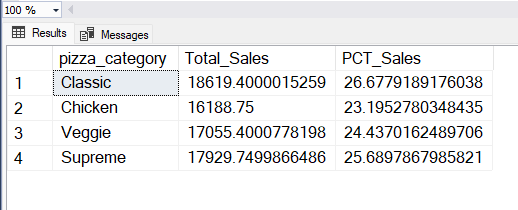 100 %
Results Messages
pizza_category Total_Sales PCT_Sales
1 Classic 18619.4000015259 26.6779189176038
2 Chicken 16188.75 23.1952780348435
3 Veggie 17055.4000778198 24.4370162489706
4 Supreme 17929.7499866486 25.6897867985821